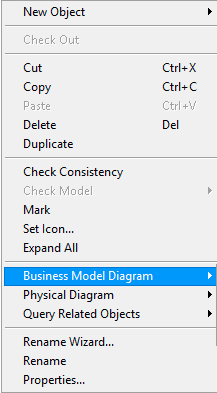 New Object
Check Out
Cut Ctrl+X
Copy Ctrl+C
Paste Ctrl+V
Delete Del
Duplicate
Check Consistency
Check Model
Mark
Set Icon...
Expand All
Business Model Diagram
Physical Diagram
Query Related Objects
Rename Wizard...
Rename
Properties...